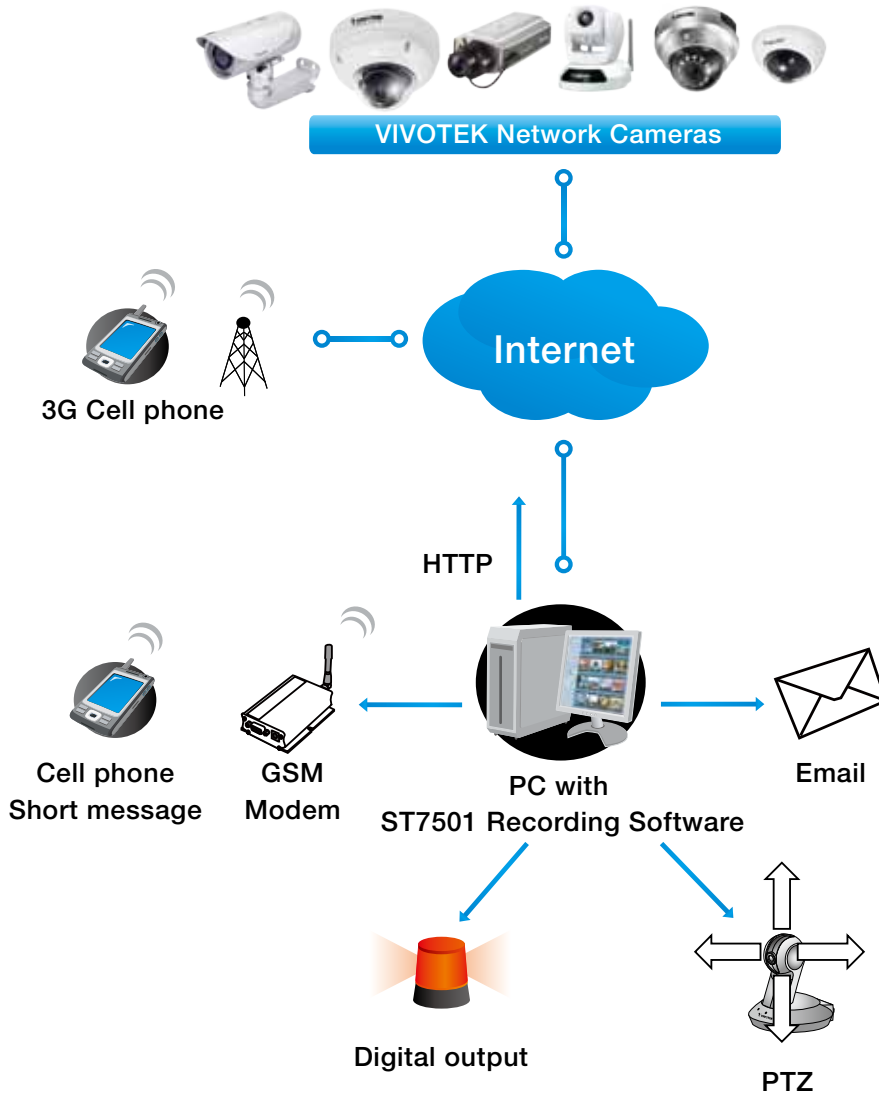 VIVOTEK Network Cameras
Internet
3G Cell phone
HTTP
Cell phone
Short message
GSM
Modem
PC with
ST7501 Recording Software
Email
Digital output
PTZ